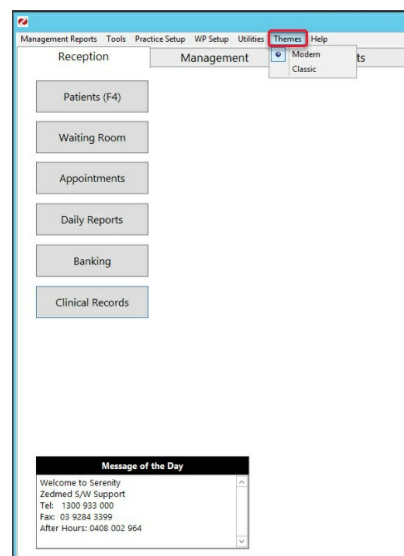 Management Reports Tools Practice Setup WP Setup Utilities Themes Help
Reception Management ts
Modern
Classic
Patients (F4)
Waiting Room
Appointments
Daily Reports
Banking
Clinical Records
Message of the Day
Welcome to Serenity
Zedmed S/W Support
Tel: 1300 933 000
Fax: 03 9284 3399
After Hours: 0408 002 964